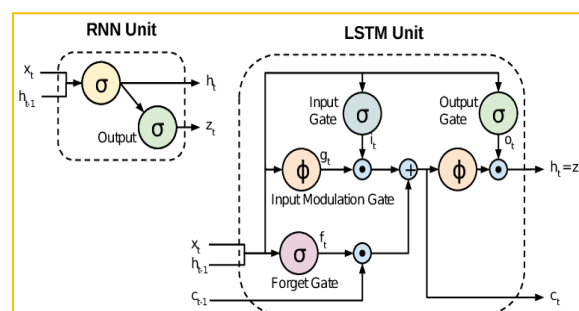 RNN Unit
xt
ht-1
σ
ht
Output
σ
zt
LSTM Unit
Input
Gate
σ
it
Output
Gate
σ
ot
ϕ
gt
+
ϕ
ht=z
Input Modulation Gate
xt
ht-1
σ
ft
Forget Gate
ct-1
ct